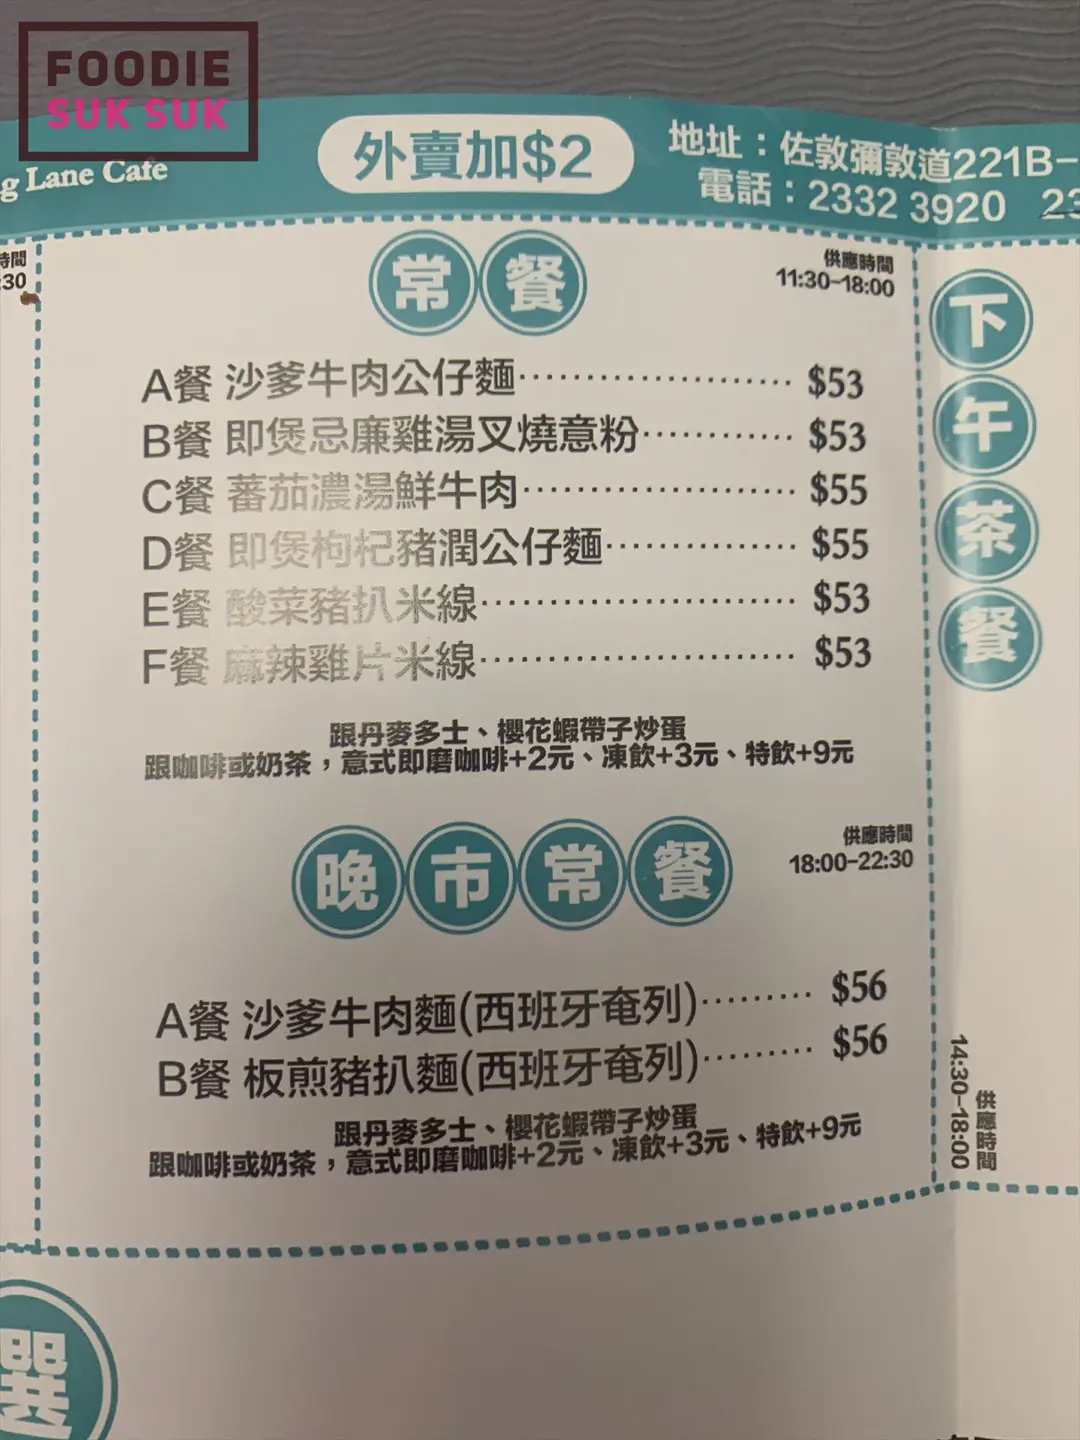 FOODIE
SUK SUK
g Lane Cafe
外賣加$2
地址：佐敦彌敦道221B-
電話：2332 3920 23
時間
:30
常餐
供應時間
11:30-18:00
A餐 沙爹牛肉公仔麵 $53
B餐 即煲忌廉雞湯叉燒意粉 $53
C餐 蕃茄濃湯鮮牛肉 $55
D餐 即煲枸杞豬潤公仔麵 $55
E餐 酸菜豬扒米線 $53
F餐 麻辣雞片米線 $53
跟丹麥多士、櫻花蝦帶子炒蛋
跟咖啡或奶茶，意式即磨咖啡+2元、凍飲+3元、特飲+9元
晚市常餐
供應時間
18:00-22:30
A餐 沙爹牛肉麵(西班牙奄列) $56
B餐 板煎豬扒麵(西班牙奄列) $56
跟丹麥多士、櫻花蝦帶子炒蛋
跟咖啡或奶茶，意式即磨咖啡+2元、凍飲+3元、特飲+9元
下午茶餐
供應時間
14:30-18:00
選